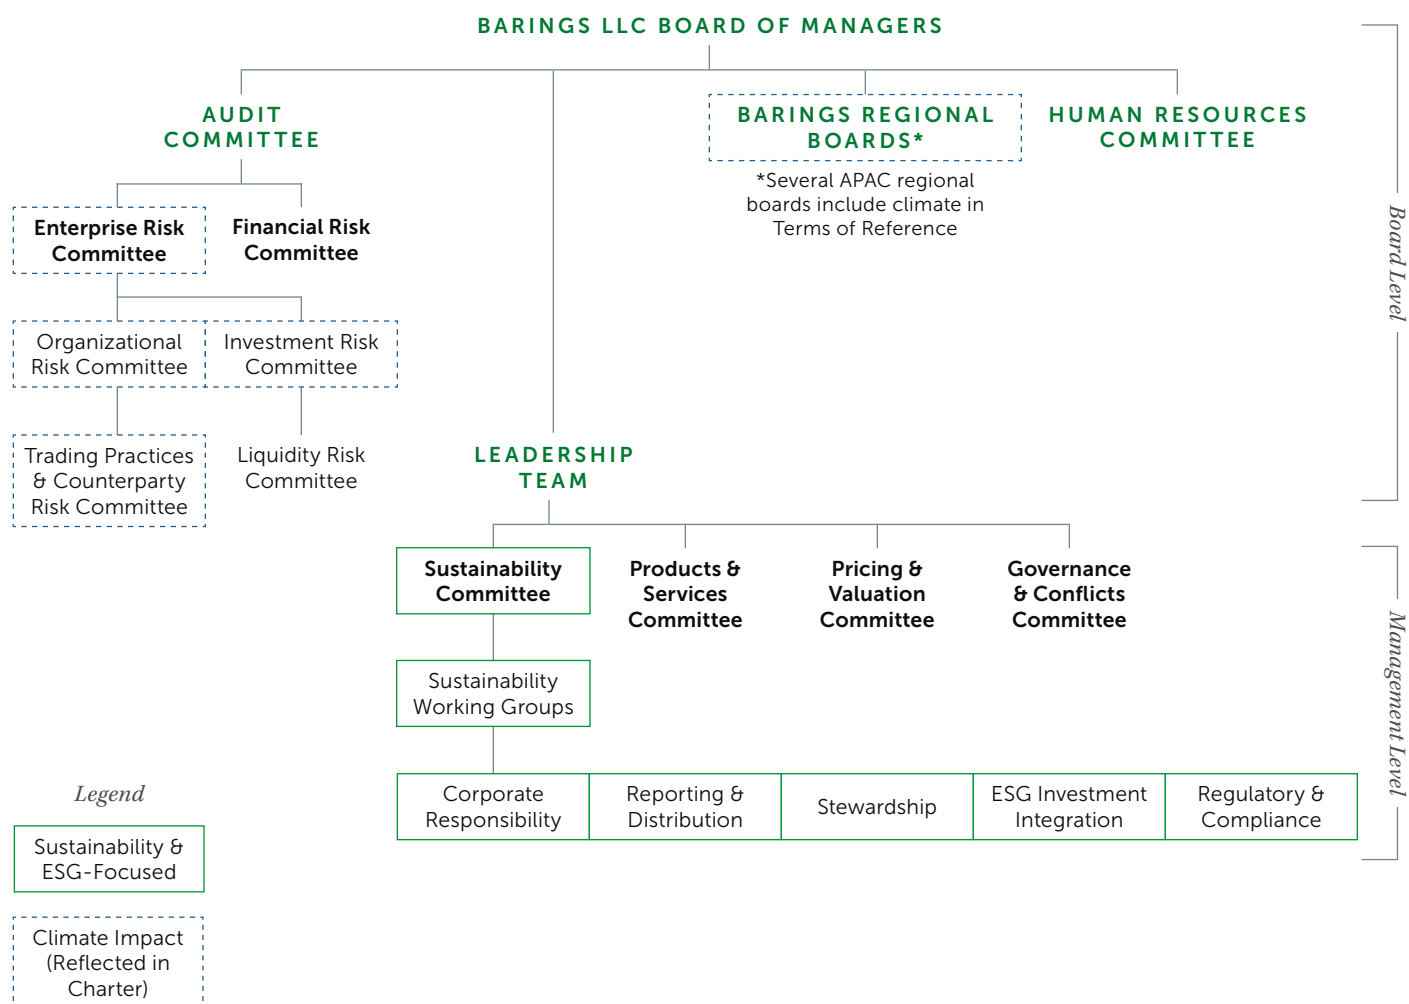 BARINGS LLC BOARD OF MANAGERS
AUDIT
COMMITTEE
BARINGS REGIONAL
BOARDS*
*Several APAC regional
boards include climate in
Terms of Reference
HUMAN RESOURCES
COMMITTEE
Enterprise Risk
Committee
Financial Risk
Committee
Organizational
Risk Committee
Investment Risk
Committee
Trading Practices
& Counterparty
Risk Committee
Liquidity Risk
Committee
LEADERSHIP
TEAM
Board Level
Sustainability
Committee
Products &
Services
Committee
Pricing &
Valuation
Committee
Governance
& Conflicts
Committee
Sustainability
Working Groups
Corporate
Responsibility
Reporting &
Distribution
Stewardship
ESG Investment
Integration
Regulatory &
Compliance
Management Level
Legend
Sustainability &
ESG-Focused
Climate Impact
(Reflected in
Charter)